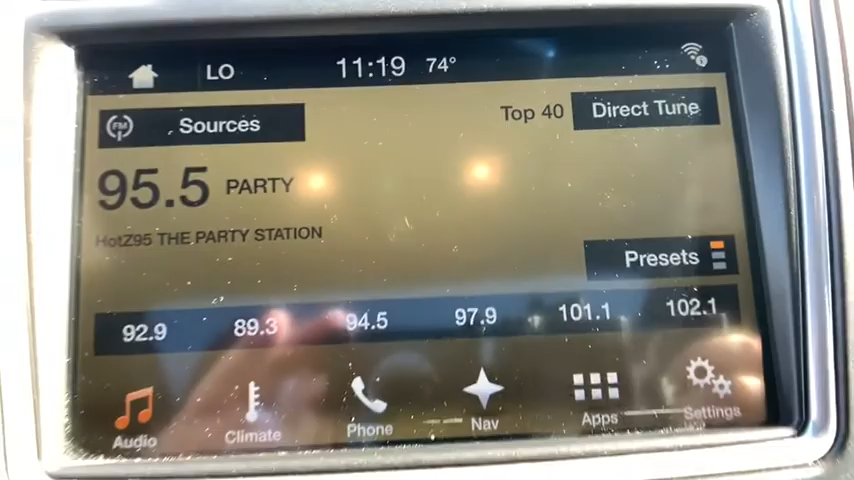 LO 11:19 74°
FM Sources Top 40 Direct Tune
95.5 PARTY
HotZ95 THE PARTY STATION
Presets
92.9 89.3 94.5 97.9 101.1 102.1
Audio Climate Phone Nav Apps Settings